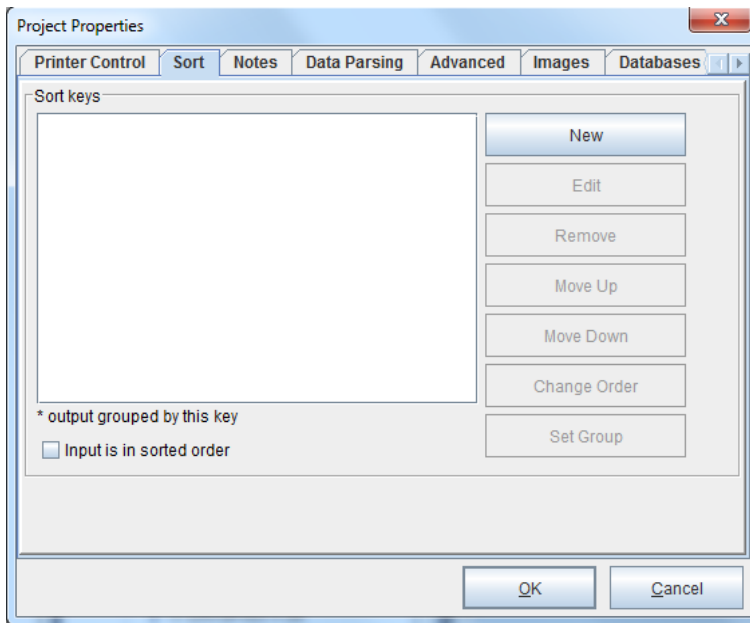 Project Properties
Printer Control Sort Notes Data Parsing Advanced Images Databases
Sort keys
New
Edit
Remove
Move Up
Move Down
Change Order
Set Group
* output grouped by this key
Input is in sorted order
OK Cancel